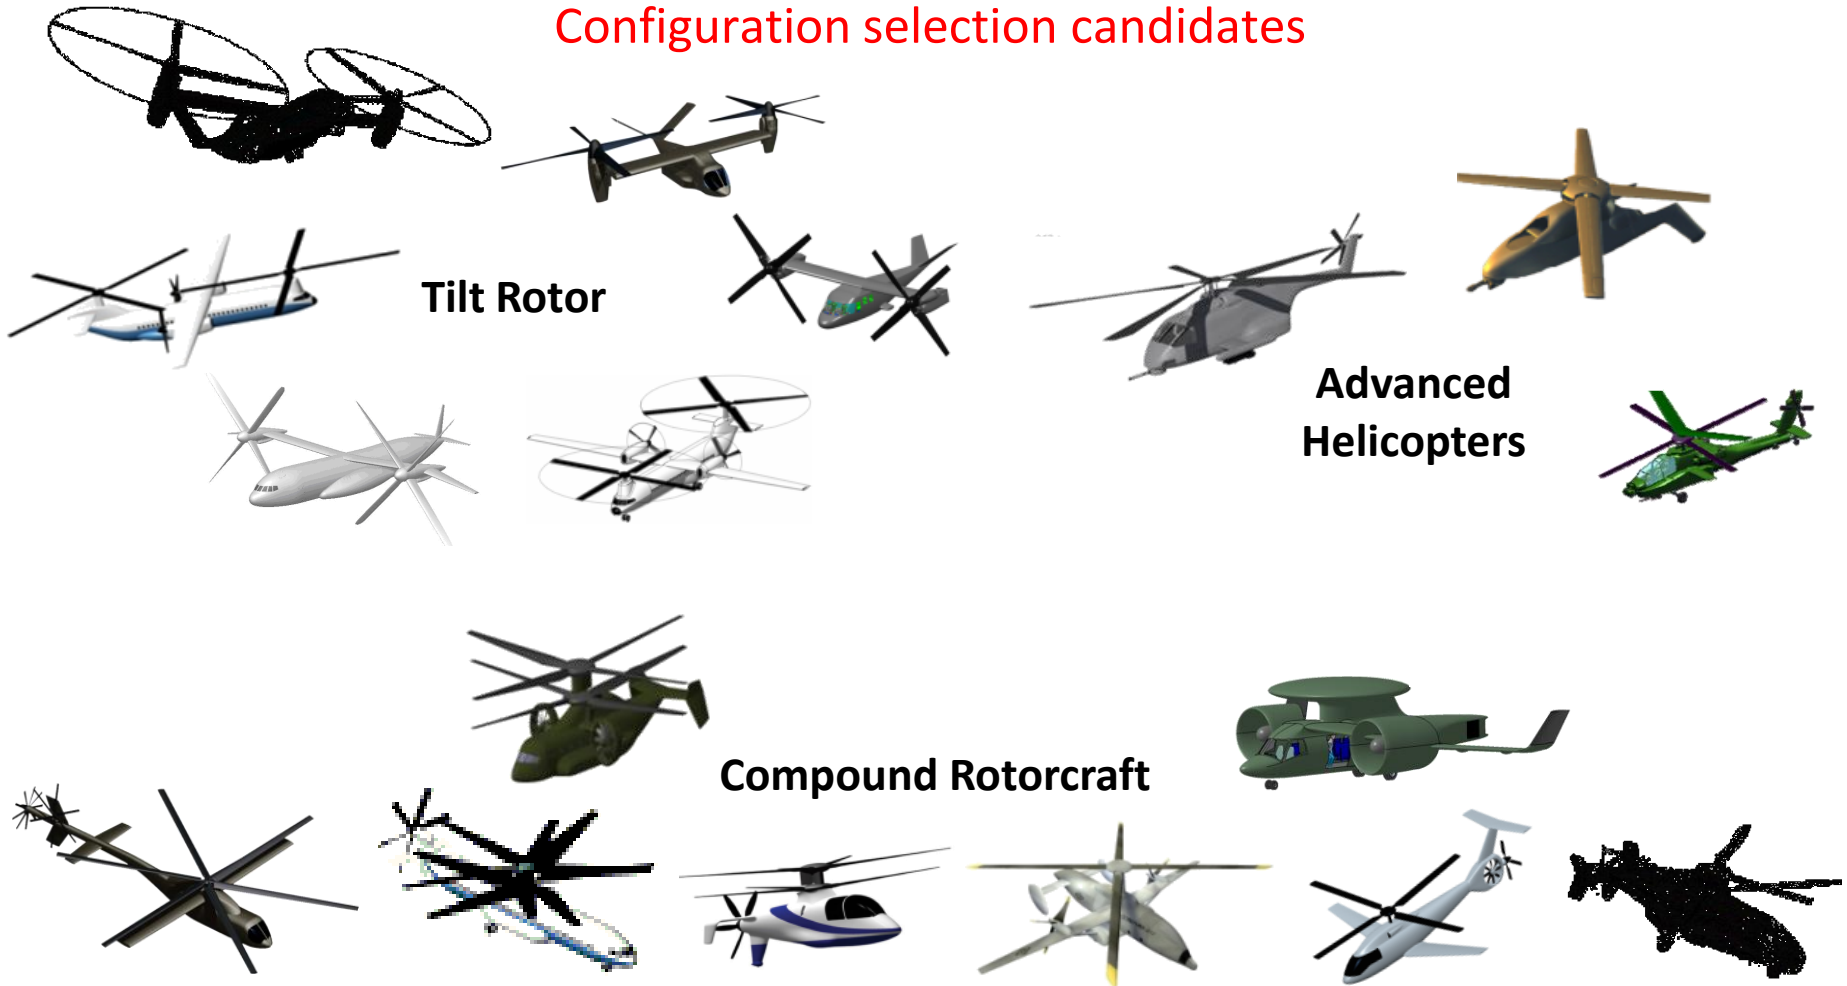 Configuration selection candidates
Tilt Rotor
Advanced
Helicopters
Compound Rotorcraft